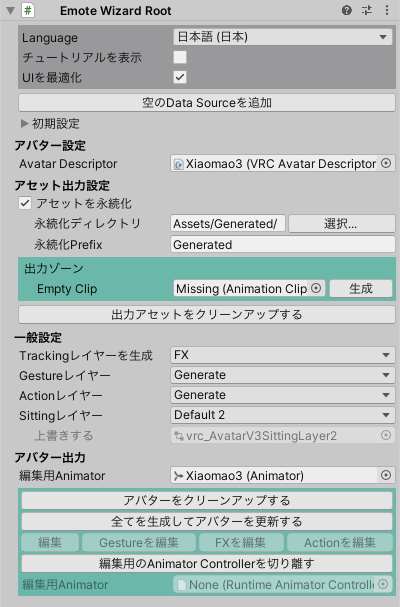 Emote Wizard Root
Language 日本語 (日本)
チュートリアルを表示
UIを最適化
空のData Sourceを追加
初期設定
アバター設定
Avatar Descriptor Xiaomao3 (VRC Avatar Descriptor
アセット出力設定
アセットを永続化
永続化ディレクトリ Assets/Generated/ 選択...
永続化Prefix Generated
出力ゾーン
Empty Clip Missing (Animation Clip 生成
出力アセットをクリーンアップする
一般設定
Trackingレイヤーを生成 FX
Gestureレイヤー Generate
Actionレイヤー Generate
Sittingレイヤー Default 2
上書きする vrc_AvatarV3SittingLayer2
アバター出力
編集用Animator Xiaomao3 (Animator)
アバターをクリーンアップする
全てを生成してアバターを更新する
編集 Gestureを編集 FXを編集 Actionを編集
編集用のAnimator Controllerを切り離す
編集用Animator None (Runtime Animator Controlle